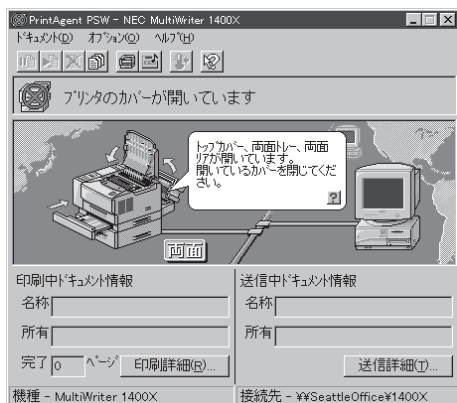 PrintAgent PSW - NEC MultiWriter 1400X
ドキュメント(D) オプション(O) ヘルプ(H)
プリンタのカバーが開いています
トップカバー、両面トレー、両面
リアが開いています。
開いているカバーを閉じてくだ
さい。
?
両面
印刷中ドキュメント情報
名称
所有
完了 0 ページ 印刷詳細(R)...
送信中ドキュメント情報
名称
所有
送信詳細(T)...
機種 - MultiWriter 1400X
接続先 - ¥¥SeattleOffice¥1400X